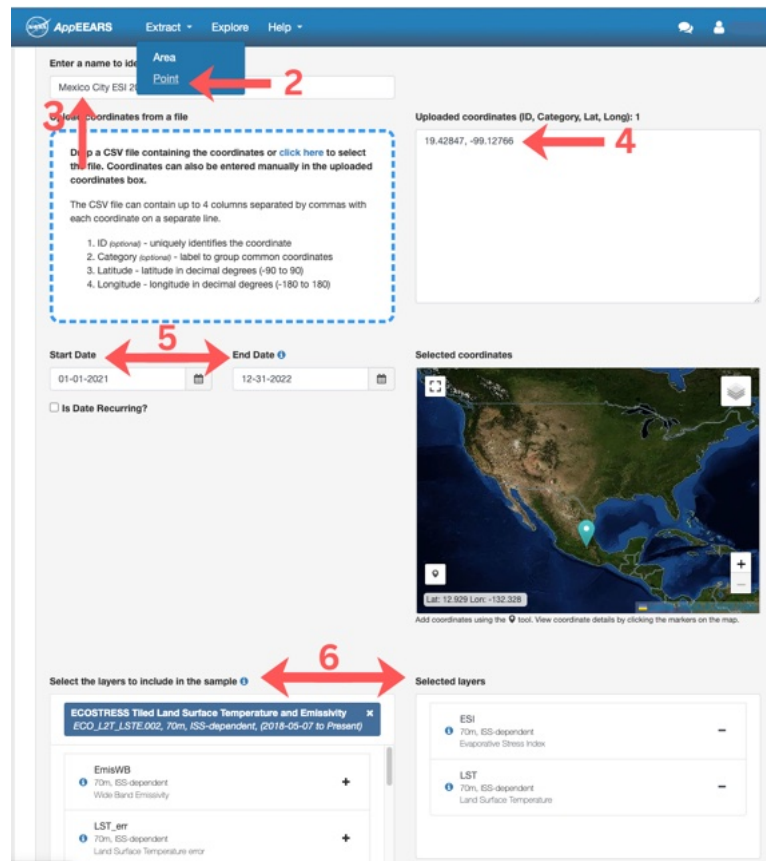 AppEEARS Extract Explore Help
Area
Point
2
Enter a name to ide
Mexico City ESI 20
3
Upload coordinates from a file
Drop a CSV file containing the coordinates or click here to select
the file. Coordinates can also be entered manually in the uploaded
coordinates box.
The CSV file can contain up to 4 columns separated by commas with
each coordinate on a separate line.
1. ID (optional) - uniquely identifies the coordinate
2. Category (optional) - label to group common coordinates
3. Latitude - latitude in decimal degrees (-90 to 90)
4. Longitude - longitude in decimal degrees (-180 to 180)
Uploaded coordinates (ID, Category, Lat, Long): 1
19.42847, -99.12766
4
5
Start Date
End Date
01-01-2021
12-31-2022
Is Date Recurring?
Selected coordinates
+
−
Lat: 12.929 Lon: -132.328
Add coordinates using the tool. View coordinate details by clicking the markers on the map.
6
Select the layers to include in the sample
ECOSTRESS Tiled Land Surface Temperature and Emissivity
ECO_L2T_LSTE.002, 70m, ISS-dependent, (2018-05-07 to Present)
EmisWB
70m, ISS-dependent
Wide Band Emissivity
LST_err
70m, ISS-dependent
Land Surface Temperature error
Selected layers
ESI
70m, ISS-dependent
Evaporative Stress Index
LST
70m, ISS-dependent
Land Surface Temperature